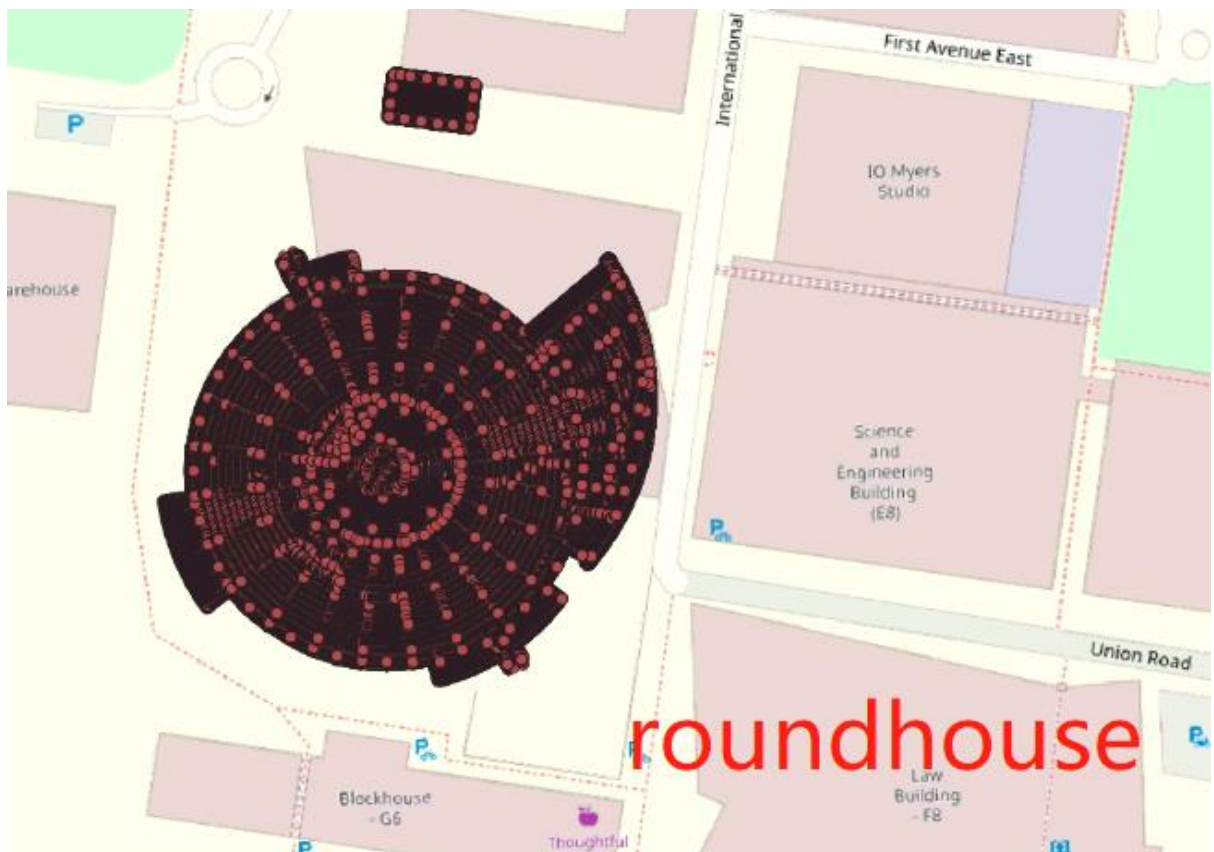 First Avenue East
International
P
IO Myers
Studio
arehouse
Science
and
Engineering
Building
(E8)
P
Union Road
roundhouse
P
P
P
Law
Building
- F8
Blockhouse
- G6
Thoughtful
P